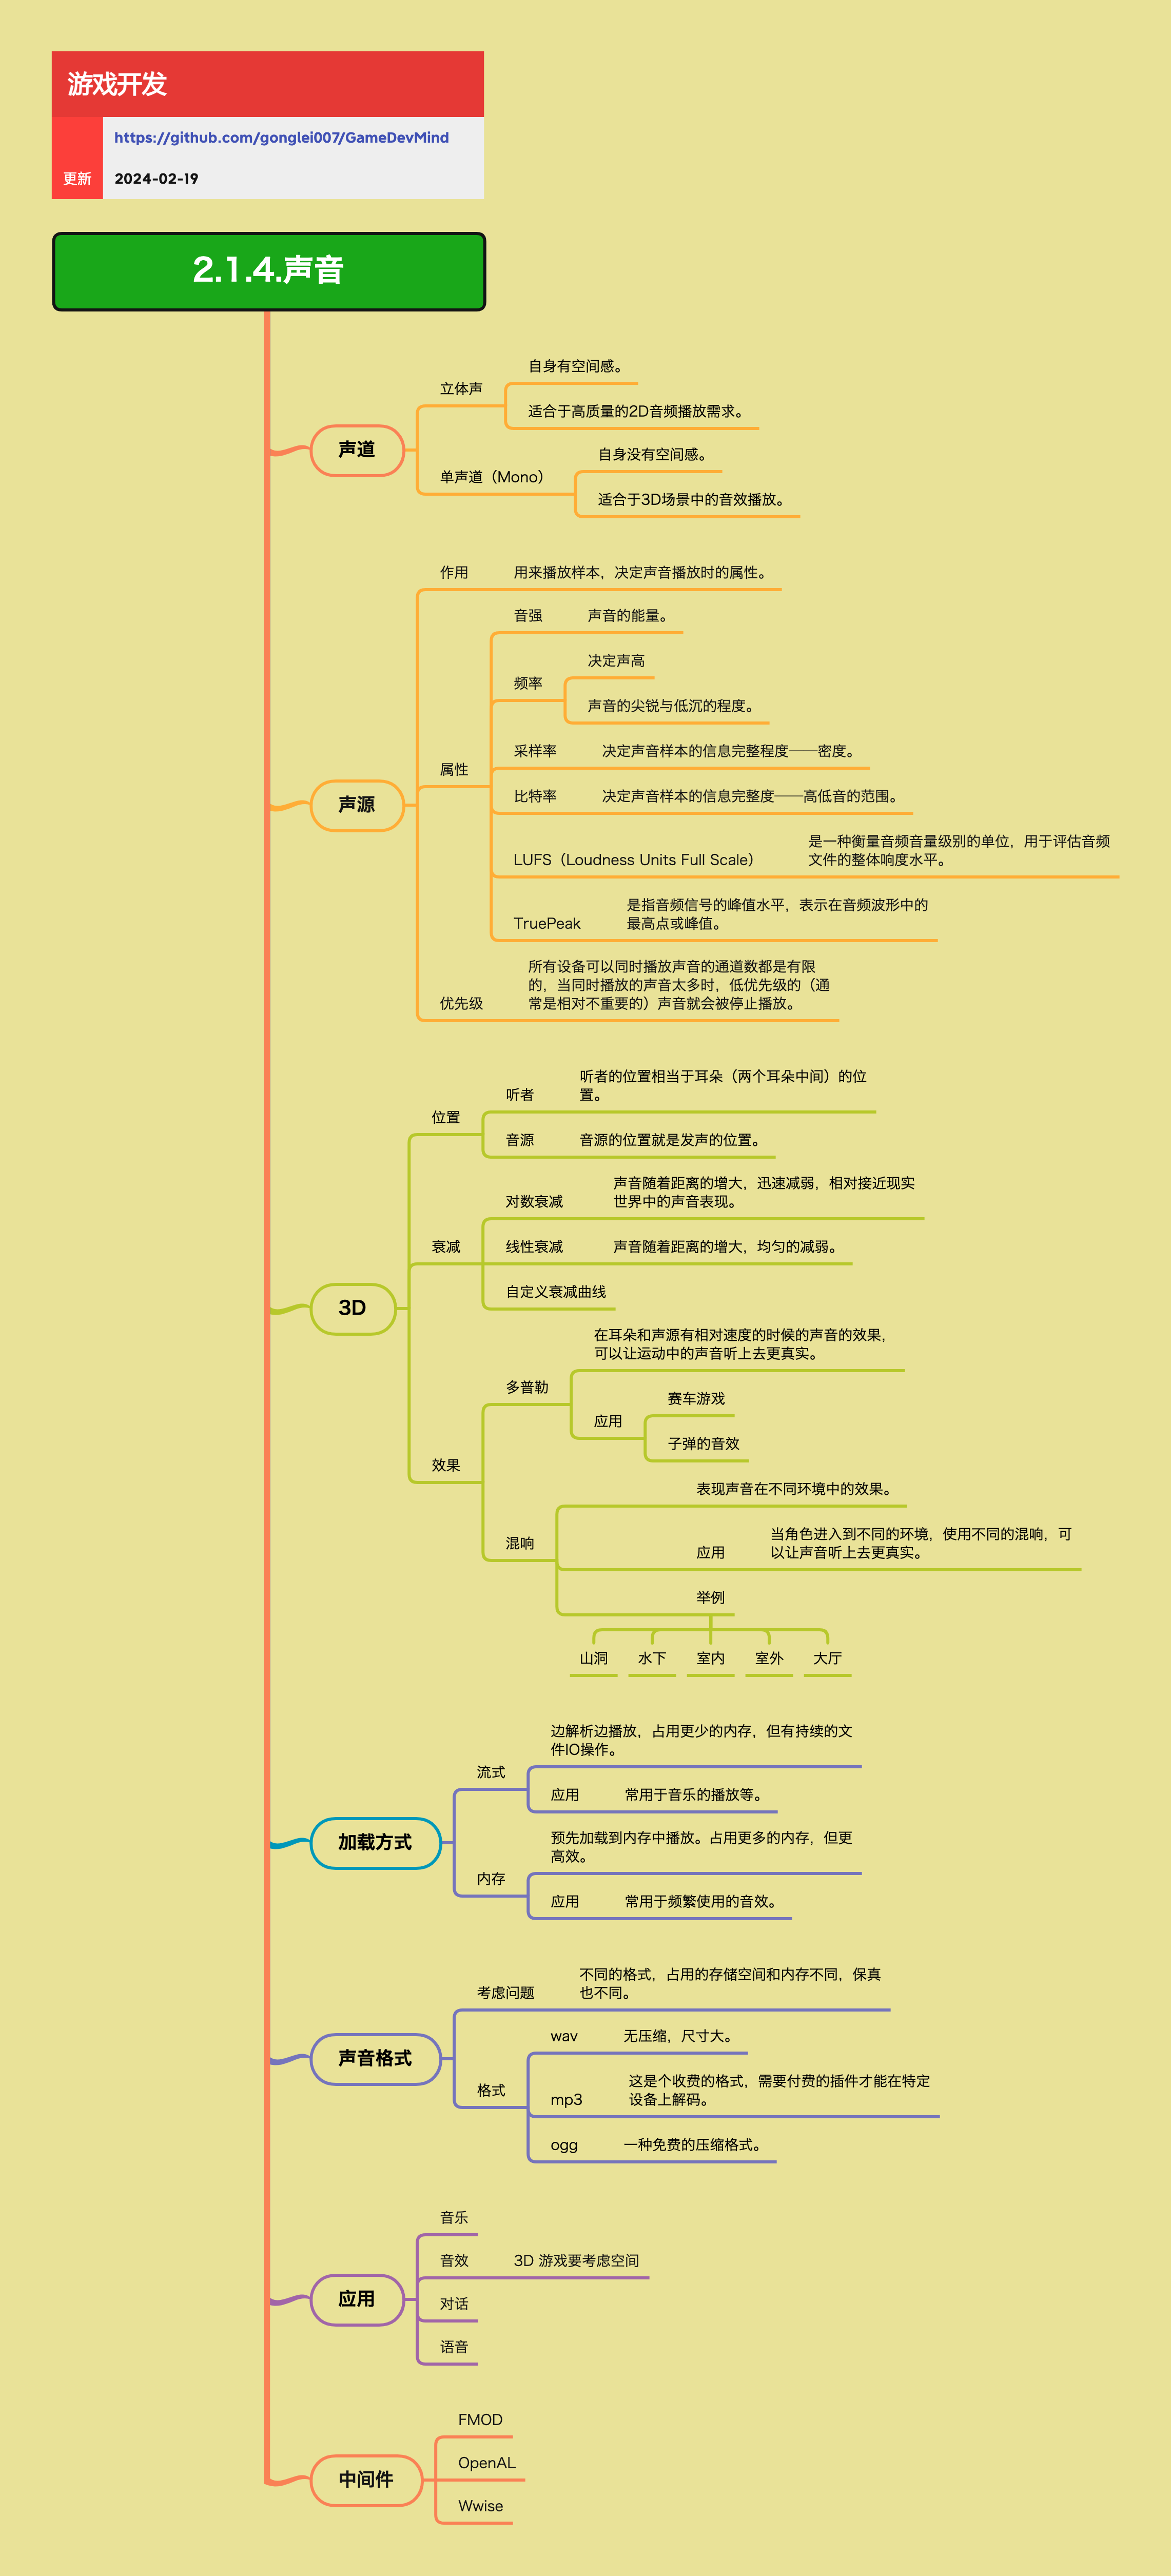 游戏开发
https://github.com/gonglei007/GameDevMind
更新
2024-02-19
2.1.4.声音
声道
立体声
自身有空间感。
适合于高质量的2D音频播放需求。
单声道（Mono）
自身没有空间感。
适合于3D场景中的音效播放。
声源
作用
用来播放样本，决定声音播放时的属性。
属性
音强
声音的能量。
频率
决定声高
声音的尖锐与低沉的程度。
采样率
决定声音样本的信息完整程度——密度。
比特率
决定声音样本的信息完整度——高低音的范围。
LUFS（Loudness Units Full Scale）
是一种衡量音频音量级别的单位，用于评估音频
文件的整体响度水平。
TruePeak
是指音频信号的峰值水平，表示在音频波形中的
最高点或峰值。
优先级
所有设备可以同时播放声音的通道数都是有限
的，当同时播放的声音太多时，低优先级的（通
常是相对不重要的）声音就会被停止播放。
3D
位置
听者
听者的位置相当于耳朵（两个耳朵中间）的位
置。
音源
音源的位置就是发声的位置。
衰减
对数衰减
声音随着距离的增大，迅速减弱，相对接近现实
世界中的声音表现。
线性衰减
声音随着距离的增大，均匀的减弱。
自定义衰减曲线
效果
多普勒
在耳朵和声源有相对速度的时候的声音的效果，
可以让运动中的声音听上去更真实。
应用
赛车游戏
子弹的音效
混响
表现声音在不同环境中的效果。
应用
当角色进入到不同的环境，使用不同的混响，可
以让声音听上去更真实。
举例
山洞
水下
室内
室外
大厅
加载方式
流式
边解析边播放，占用更少的内存，但有持续的文
件IO操作。
应用
常用于音乐的播放等。
内存
预先加载到内存中播放。占用更多的内存，但更
高效。
应用
常用于频繁使用的音效。
声音格式
考虑问题
不同的格式，占用的存储空间和内存不同，保真
也不同。
格式
wav
无压缩，尺寸大。
mp3
这是个收费的格式，需要付费的插件才能在特定
设备上解码。
ogg
一种免费的压缩格式。
应用
音乐
音效
3D 游戏要考虑空间
对话
语音
中间件
FMOD
OpenAL
Wwise